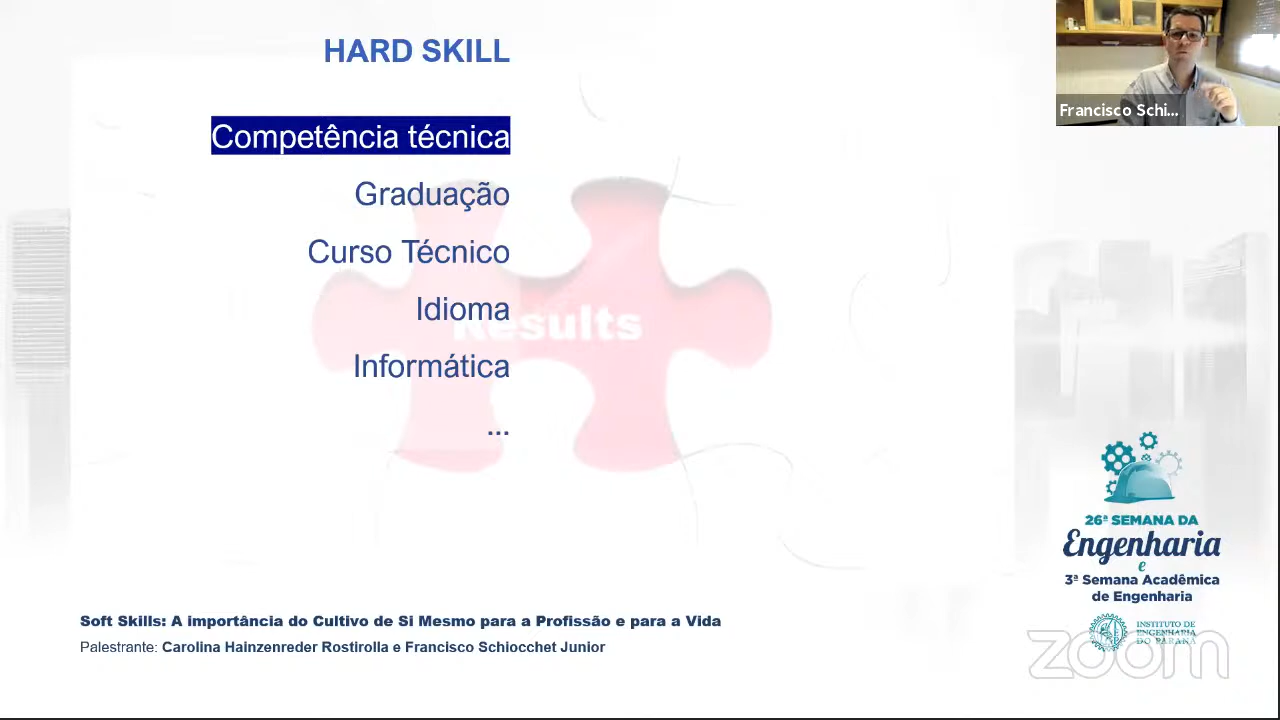 HARD SKILL
Competência técnica
Graduação
Curso Técnico
Idioma
Results
Informática
...
Francisco Schi...
26ª SEMANA DA
Engenharia
e
3ª Semana Acadêmica
de Engenharia
INSTITUTO DE
ENGENHARIA
DO PARANÁ
zoom
Soft Skills: A importância do Cultivo de Si Mesmo para a Profissão e para a Vida
Palestrante: Carolina Hainzenreder Rostirolla e Francisco Schiocchet Junior